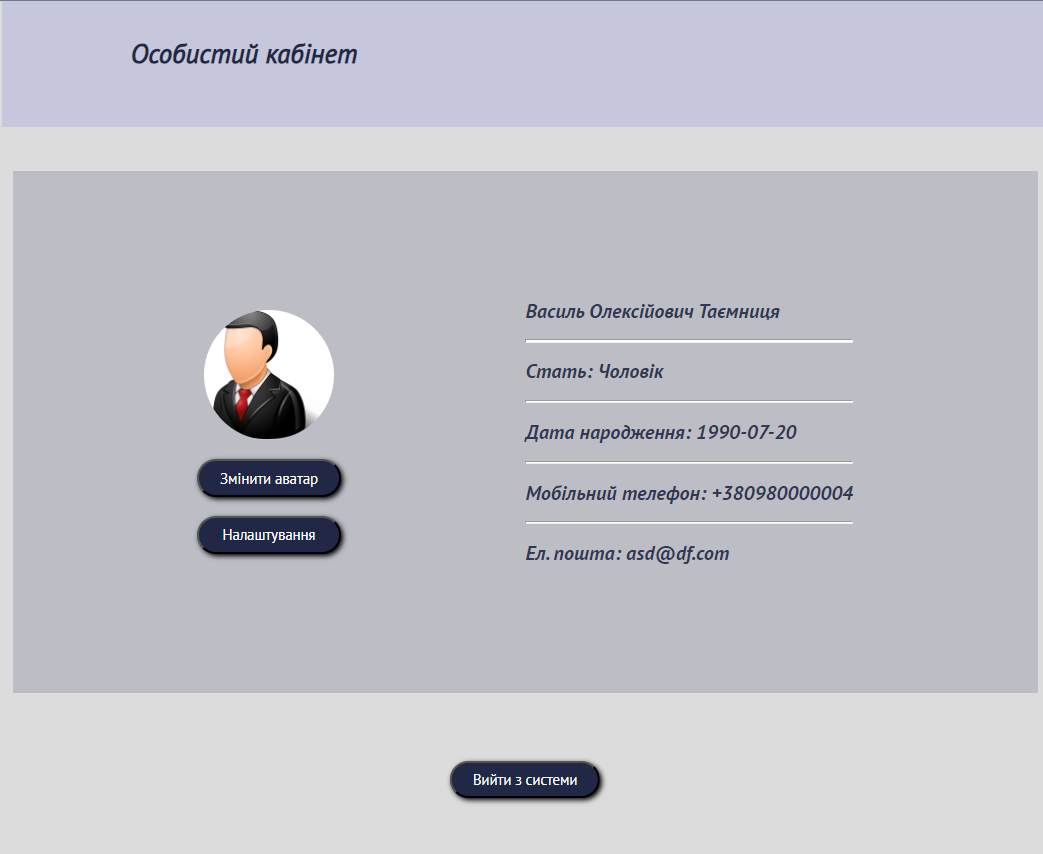 Особистий кабінет
Василь Олексійович Таємниця
Стать: Чоловік
Дата народження: 1990-07-20
Мобільний телефон: +380980000004
Ел. пошта: asd@df.com
Змінити аватар
Налаштування
Вийти з системи